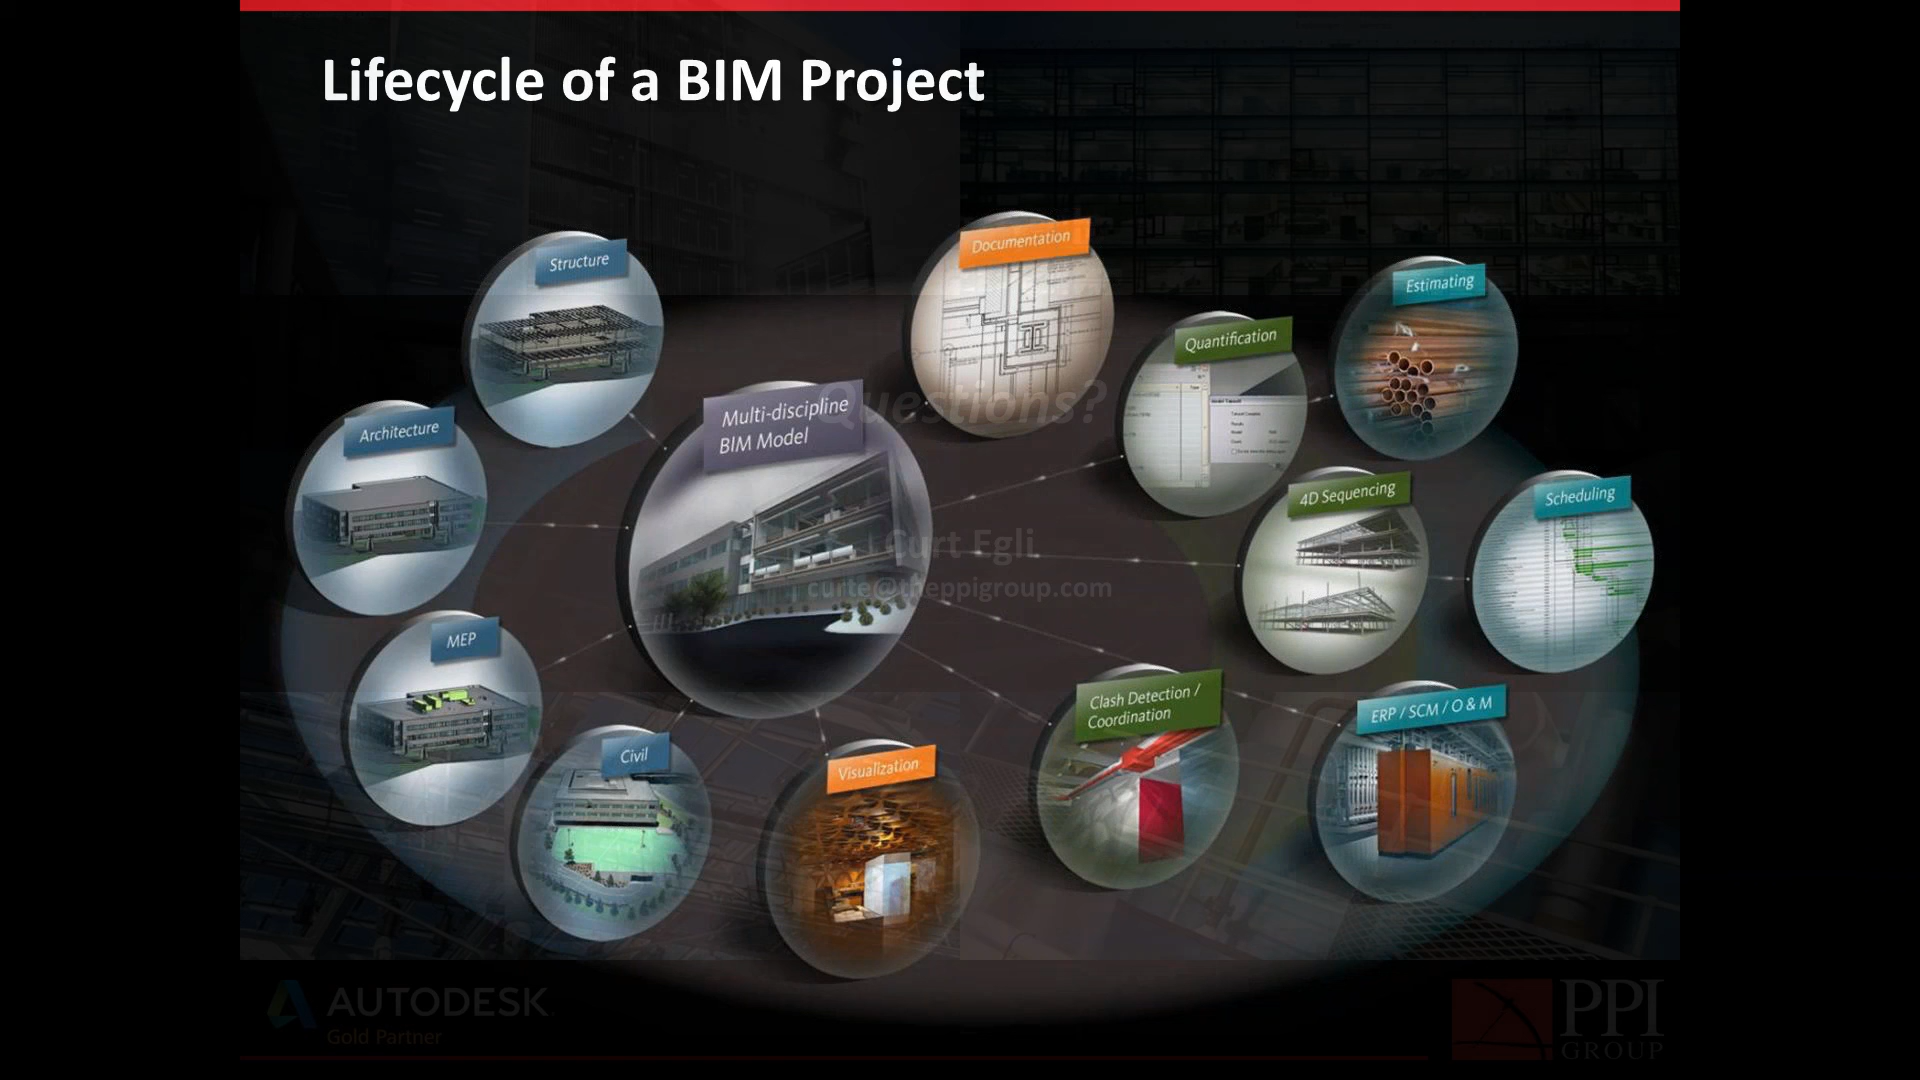 Lifecycle of a BIM Project
Structure
Documentation
Estimating
Quantification
Multi-discipline
BIM Model
Questions?
Architecture
4D Sequencing
Scheduling
Curt Egli
curte@theppigroup.com
MEP
Clash Detection /
Coordination
ERP / SCM / O & M
Civil
Visualization
AUTODESK
Gold Partner
PPI
GROUP